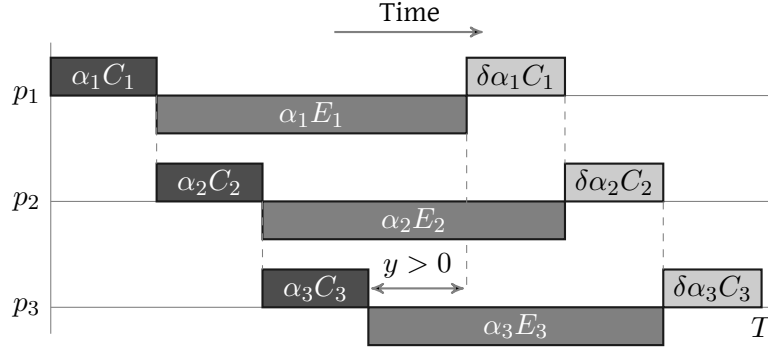 Time
α₁C₁ δα₁C₁
p₁
α₁E₁
α₂C₂ δα₂C₂
p₂
α₂E₂
y > 0
α₃C₃ δα₃C₃
p₃
α₃E₃ T